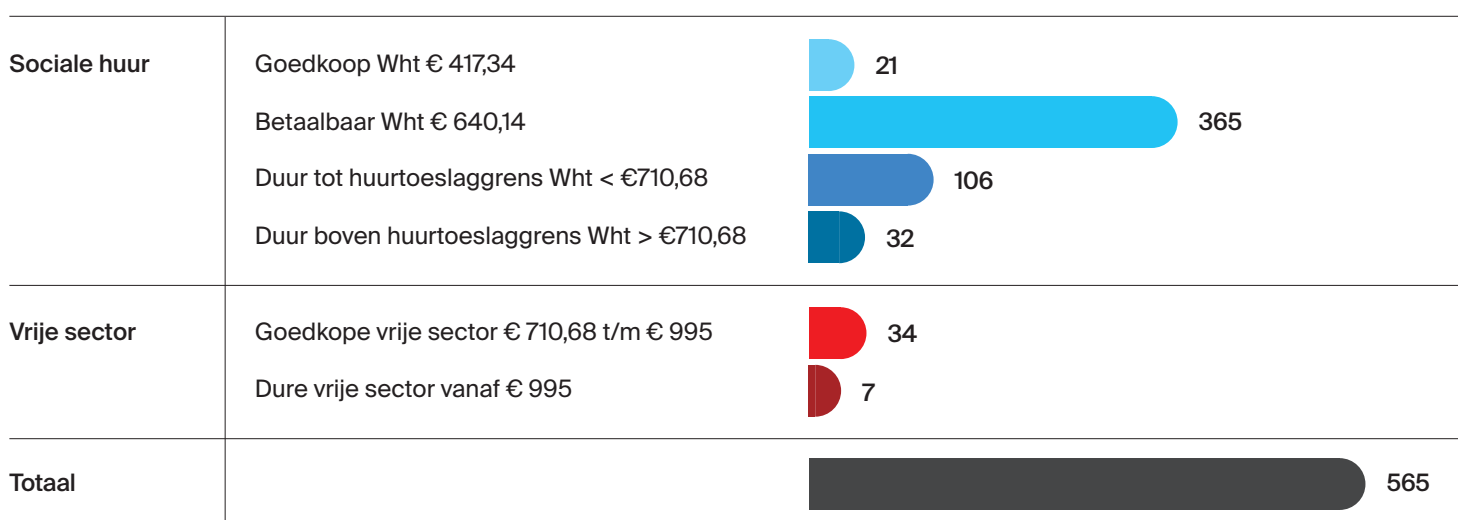 Sociale huur Goedkoop Wht € 417,34 21
Betaalbaar Wht € 640,14 365
Duur tot huurtoeslaggrens Wht < €710,68 106
Duur boven huurtoeslaggrens Wht > €710,68 32
Vrije sector Goedkope vrije sector € 710,68 t/m € 995 34
Dure vrije sector vanaf € 995 7
Totaal 565